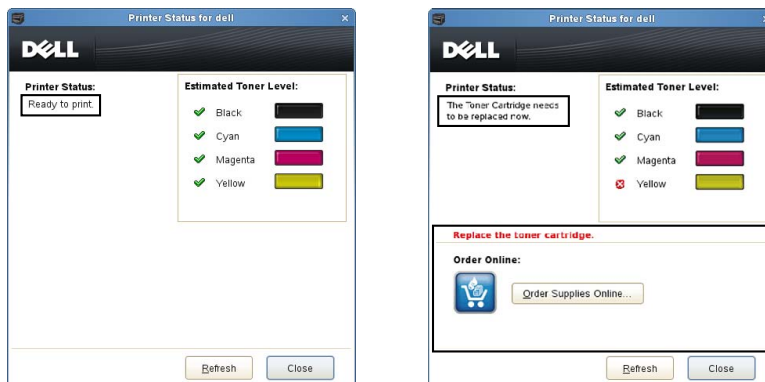 Printer Status for dell
DELL
Printer Status:
Ready to print.
Estimated Toner Level:
Black
Cyan
Magenta
Yellow
Refresh
Close
Printer Status for dell
DELL
Printer Status:
The Toner Cartridge needs
to be replaced now.
Estimated Toner Level:
Black
Cyan
Magenta
Yellow
Replace the toner cartridge.
Order Online:
Order Supplies Online...
Refresh
Close